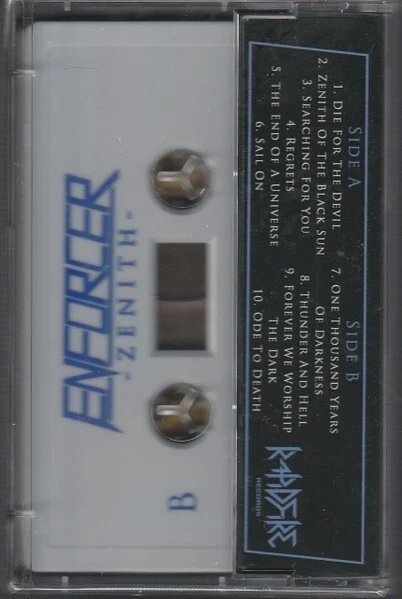 SIDE A
1. DIE FOR THE DEVIL
2. ZENITH OF THE BLACK SUN
3. SEARCHING FOR YOU
4. REGRETS
5. THE END OF A UNIVERSE
6. SAIL ON
SIDE B
7. ONE THOUSAND YEARS
OF DARKNESS
8. THUNDER AND HELL
9. FOREVER WE WORSHIP
THE DARK
10. ODE TO DEATH
RECORDS
ENFORCER
-ZENITH-
B